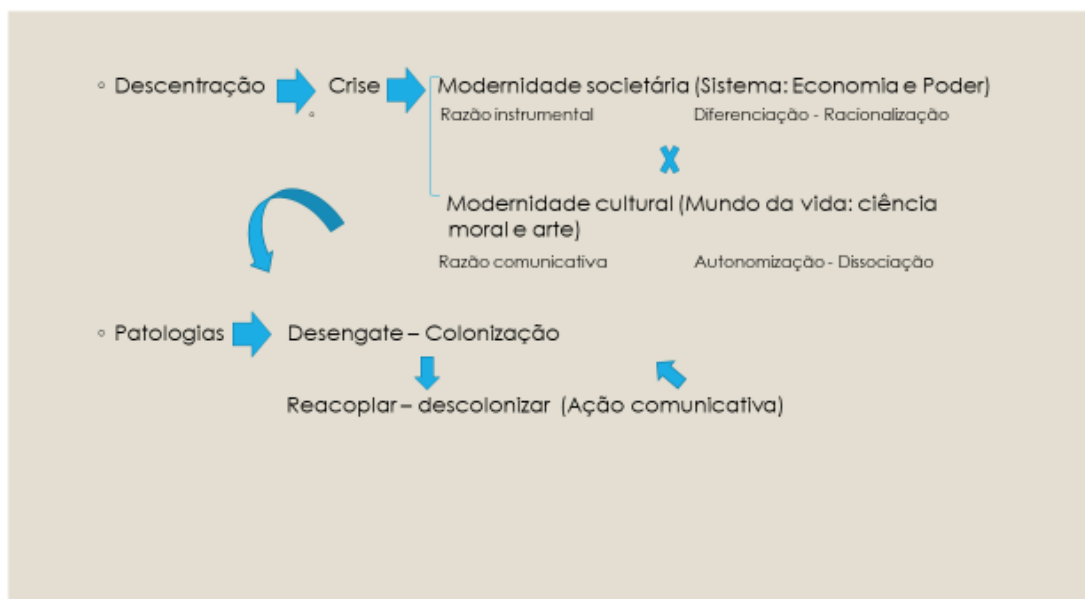 ◦ Descentração Crise Modernidade societária (Sistema: Economia e Poder)
Razão instrumental Diferenciação - Racionalização
Modernidade cultural (Mundo da vida: ciência
moral e arte)
Razão comunicativa Autonomização - Dissociação
◦ Patologias Desengate – Colonização
Reacoplar – descolonizar (Ação comunicativa)